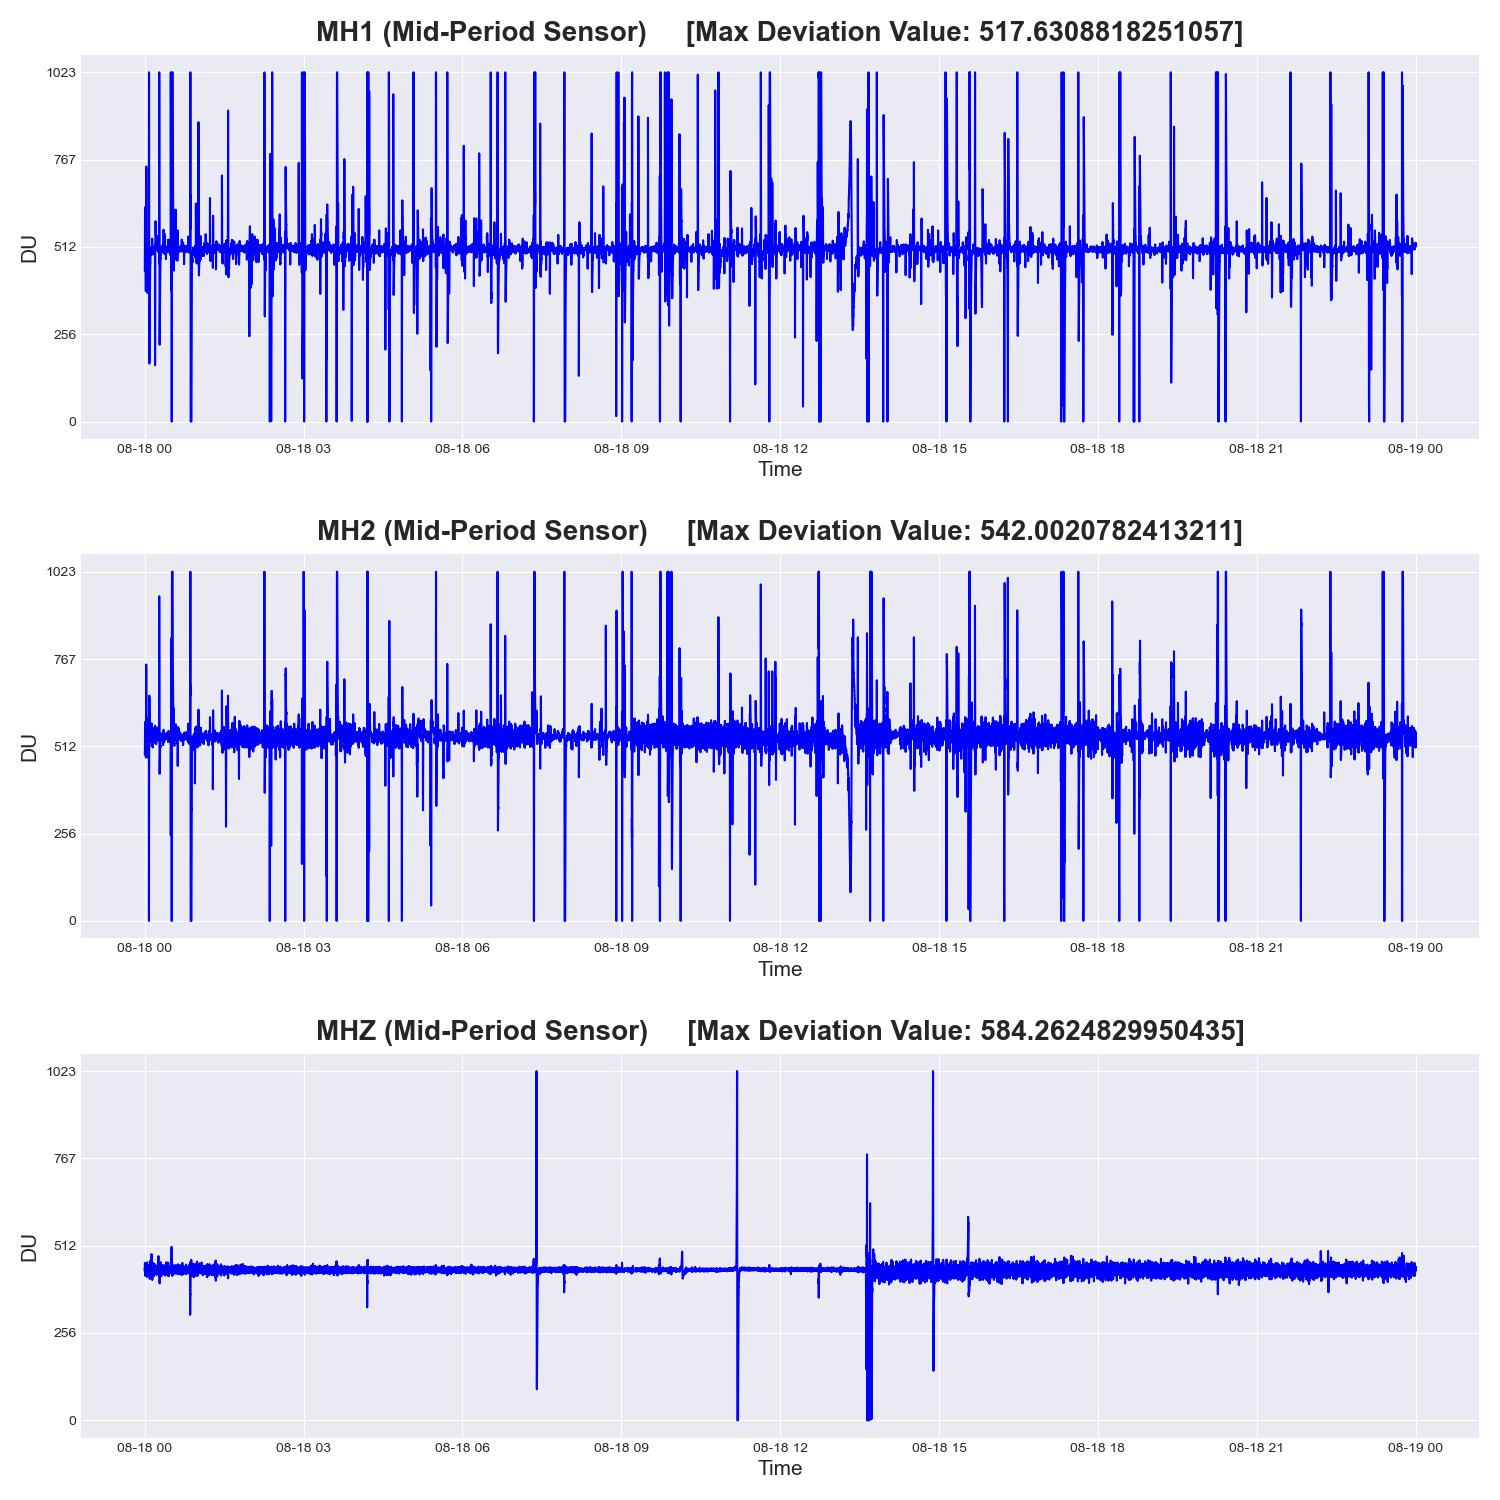 MH1 (Mid-Period Sensor) [Max Deviation Value: 517.6308818251057]
1023
767
512
256
0
DU
08-18 00 08-18 03 08-18 06 08-18 09 08-18 12 08-18 15 08-18 18 08-18 21 08-19 00
Time
MH2 (Mid-Period Sensor) [Max Deviation Value: 542.0020782413211]
1023
767
512
256
0
DU
08-18 00 08-18 03 08-18 06 08-18 09 08-18 12 08-18 15 08-18 18 08-18 21 08-19 00
Time
MHZ (Mid-Period Sensor) [Max Deviation Value: 584.2624829950435]
1023
767
512
256
0
DU
08-18 00 08-18 03 08-18 06 08-18 09 08-18 12 08-18 15 08-18 18 08-18 21 08-19 00
Time